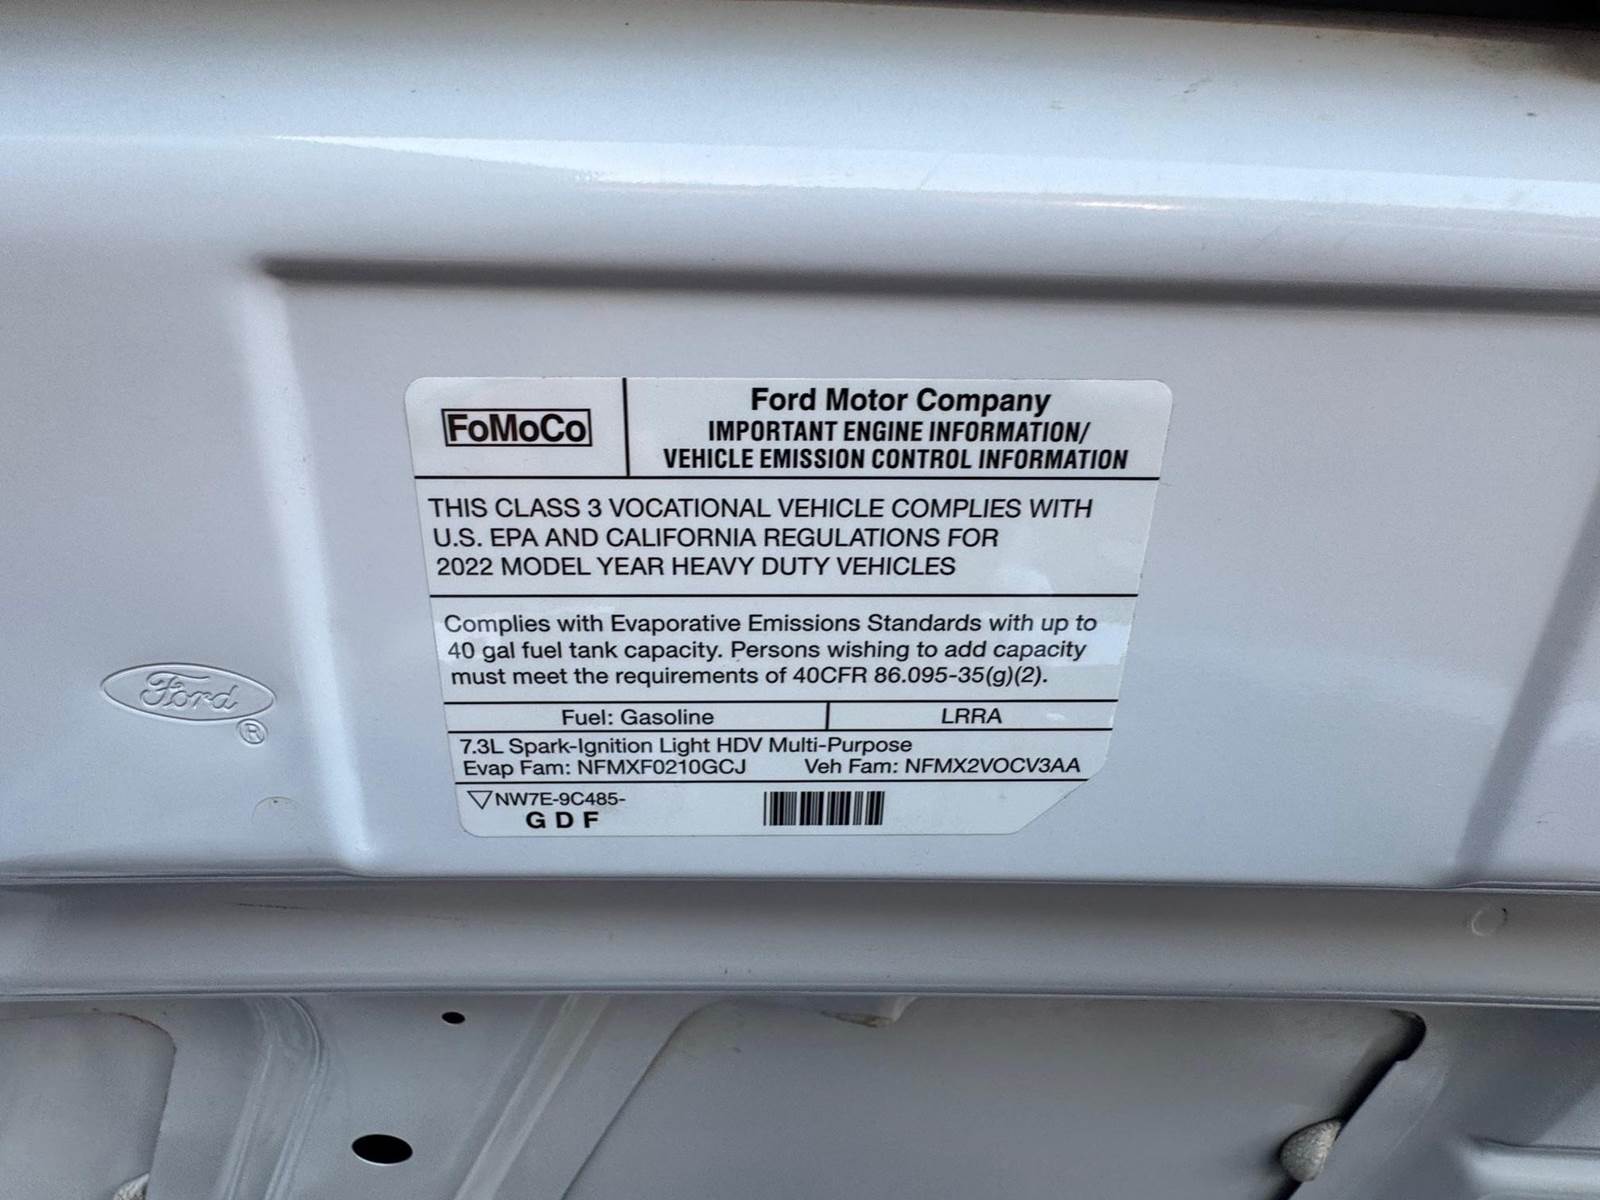 FoMoCo
Ford Motor Company
IMPORTANT ENGINE INFORMATION/
VEHICLE EMISSION CONTROL INFORMATION
THIS CLASS 3 VOCATIONAL VEHICLE COMPLIES WITH
U.S. EPA AND CALIFORNIA REGULATIONS FOR
2022 MODEL YEAR HEAVY DUTY VEHICLES
Complies with Evaporative Emissions Standards with up to
40 gal fuel tank capacity. Persons wishing to add capacity
must meet the requirements of 40CFR 86.095-35(g)(2).
Fuel: Gasoline LRRA
7.3L Spark-Ignition Light HDV Multi-Purpose
Evap Fam: NFMXF0210GCJ Veh Fam: NFMX2VOCV3AA
NW7E-9C485-
G D F
Ford
®